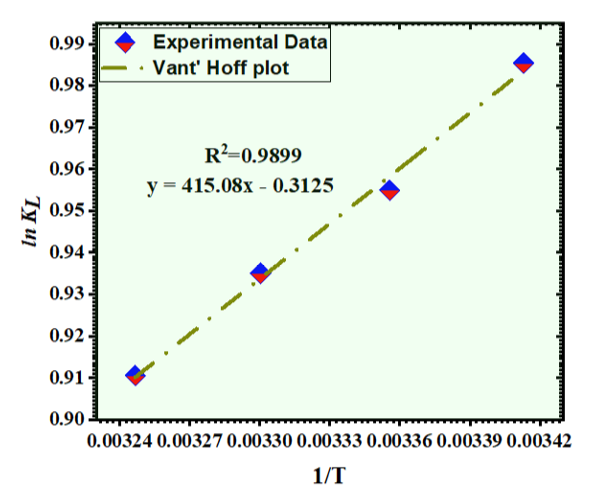 Experimental Data
Vant' Hoff plot
R²=0.9899
y = 415.08x - 0.3125
ln K_L
0.99
0.98
0.97
0.96
0.95
0.94
0.93
0.92
0.91
0.90
0.00324 0.00327 0.00330 0.00333 0.00336 0.00339 0.00342
1/T